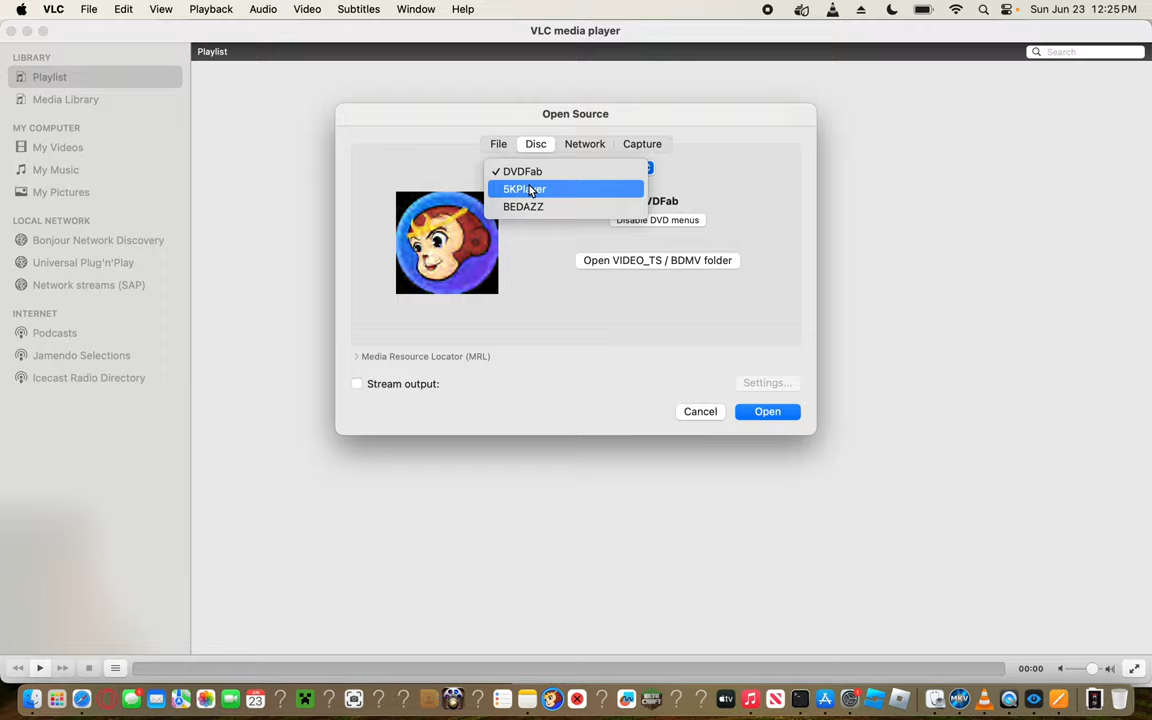 VLC File Edit View Playback Audio Video Subtitles Window Help Sun Jun 23 12:25 PM
VLC media player
LIBRARY
Playlist
Media Library
MY COMPUTER
My Videos
My Music
My Pictures
LOCAL NETWORK
Bonjour Network Discovery
Universal Plug'n'Play
Network streams (SAP)
INTERNET
Podcasts
Jamendo Selections
Icecast Radio Directory
Playlist
Search
Open Source
File Disc Network Capture
✓ DVDFab
5KPlayer
BEDAZZ
VDFab
Disable DVD menus
Open VIDEO_TS / BDMV folder
Media Resource Locator (MRL)
Stream output:
Settings...
Cancel Open
00:00
23
MKV